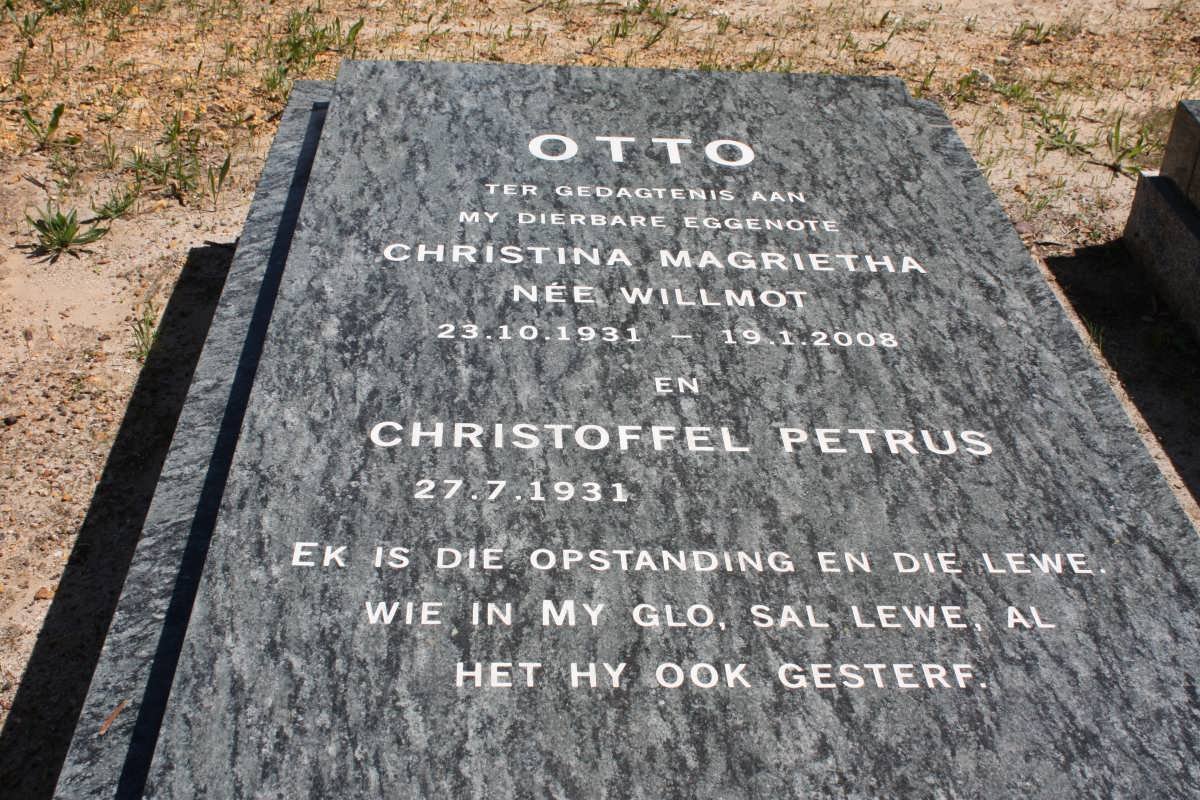 OTTO
TER GEDAGTENIS AAN
MY DIERBARE EGGENOTE
CHRISTINA MAGRIETHA
NÉE WILLMOT
23.10.1931 – 19.1.2008
EN
CHRISTOFFEL PETRUS
27.7.1931
EK IS DIE OPSTANDING EN DIE LEWE.
WIE IN MY GLO, SAL LEWE, AL
HET HY OOK GESTERF.